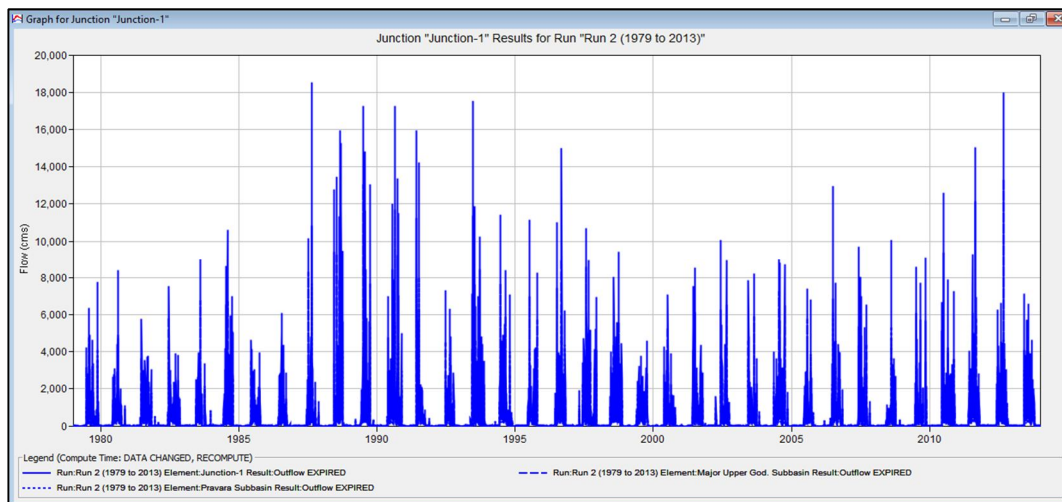 Graph for Junction "Junction-1"
Junction "Junction-1" Results for Run "Run 2 (1979 to 2013)"
20,000
18,000
16,000
14,000
12,000
10,000
8,000
6,000
4,000
2,000
0
Flow (cms)
1980 1985 1990 1995 2000 2005 2010
Legend (Compute Time: DATA CHANGED, RECOMPUTE)
Run:Run 2 (1979 to 2013) Element:Junction-1 Result:Outflow EXPIRED Run:Run 2 (1979 to 2013) Element:Major Upper God. Subbasin Result:Outflow EXPIRED
Run:Run 2 (1979 to 2013) Element:Pravara Subbasin Result:Outflow EXPIRED